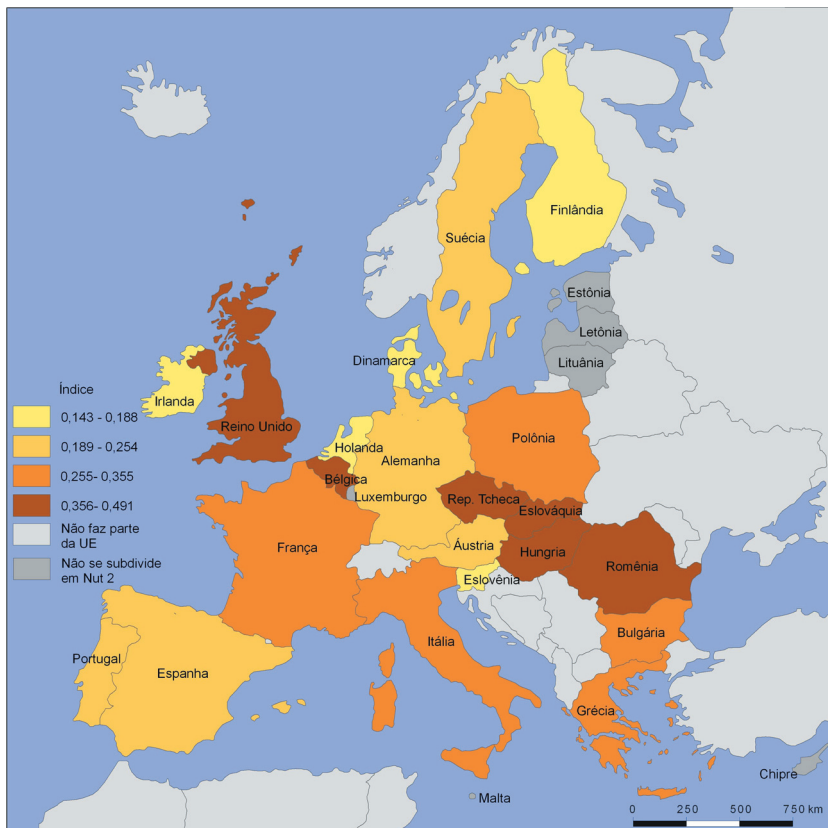 Finlândia
Suécia
Estônia
Letônia
Lituânia
Dinamarca
Irlanda
Reino Unido
Holanda
Alemanha
Polônia
Bélgica
Luxemburgo
Rep. Tcheca
Eslováquia
França
Áustria
Hungria
Eslovênia
Romênia
Itália
Bulgária
Portugal
Espanha
Grécia
Chipre
Malta
Índice
0,143 - 0,188
0,189 - 0,254
0,255- 0,355
0,356- 0,491
Não faz parte
da UE
Não se subdivide
em Nut 2
0 250 500 750 km